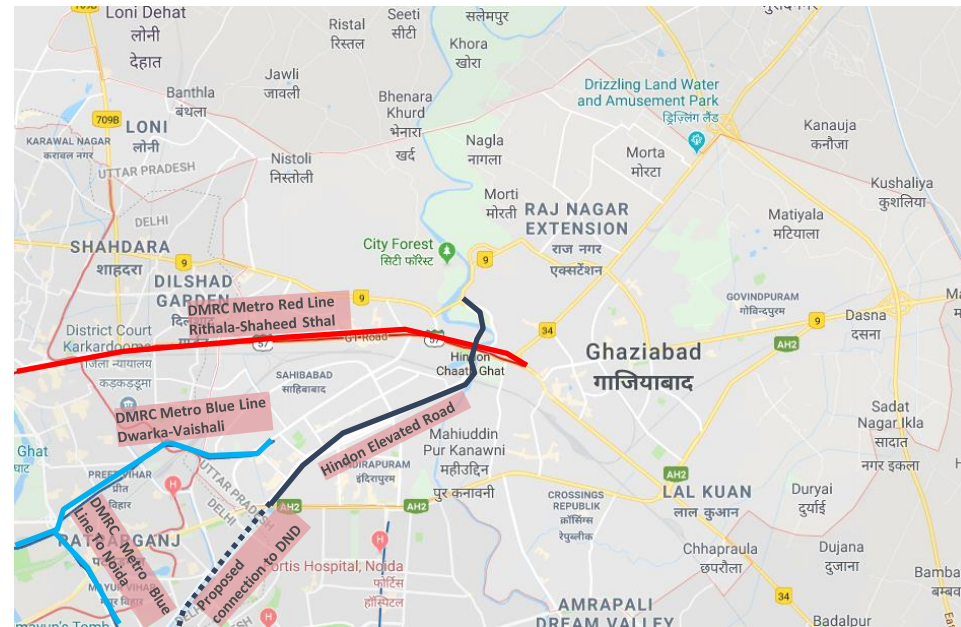 Loni Dehat
लोनी
देहात
Ristal
रिस्तल
Seeti
सीटी
सलेमपुर
Khora
खोरा
Jawli
जावली
Banthla
बंथला
Bhenara
Khurd
भेनारा
खर्द
Drizzling Land Water
and Amusement Park
ड्रिज़्लिंग लैंड
709B
LONI
लोनी
KARAWAL NAGAR
करावल नगर
UTTAR PRADESH
Nistoli
निस्तोली
Nagla
नागला
Morta
मोरटा
Kanauja
कनौजा
Kushaliya
कुशलिया
DELHI
Morti
मोरती
RAJ NAGAR
EXTENSION
राज नगर
एक्सटेंशन
Matiyala
मटियाला
SHAHDARA
शाहदरा
9
City Forest
सिटी फॉरेस्ट
9
DILSHAD
GARDEN
DMRC Metro Red Line
Rithala-Shaheed Sthal
9
GOVINDPURAM
गोविन्दपुरम
Dasna
दसना
9
34
AH2
57
57
GT-Road
District Court
Karkardooma
जिला न्यायालय
कड़कड़डूमा
Hindon
Ghat
Ghaziabad
गाजियाबाद
SAHIBABAD
साहिबाबाद
DMRC Metro Blue Line
Dwarka-Vaishali
Hindon Elevated Road
Mahiuddin
Pur Kanawni
महीउद्दिन
पुर कनावनी
Sadat
Nagar Ikla
सादात
नगर इकला
Ghat
घाट
PREET VIHAR
प्रीत
विहार
UTTAR PRADESH
DELHI
इंदिरापुरम
AH2
AH2
AH2
CROSSINGS
REPUBLIK
क्रॉसिंग्स
रिपुब्लीक
LAL KUAN
लाल कुआन
Duryai
दुर्याई
DMRC Metro Blue
Line To Noida
Proposed
connection to DND
Fortis Hospital, Noida
फोर्टिस
हॉस्पिटल
Chhapraula
छपरौला
Dujana
दुजाना
34
AMRAPALI
DREAM VALLEY
Badalpur